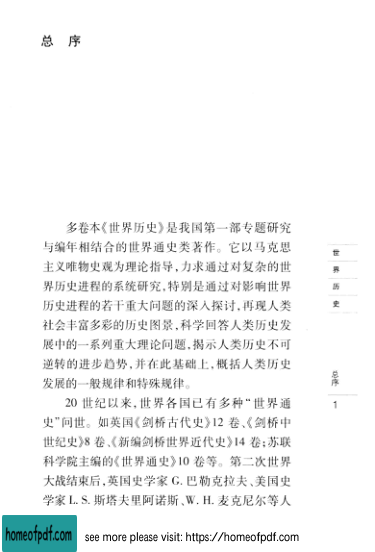 总 序
多卷本《世界历史》是我国第一部专题研究
与编年相结合的世界通史类著作。它以马克思
主义唯物史观为理论指导,力求通过对复杂的世
界历史进程的系统研究,特别是通过对影响世界
历史进程的若干重大问题的深入探讨,再现人类
社会丰富多彩的历史图景,科学回答人类历史发
展中的一系列重大理论问题,揭示人类历史不可
逆转的进步趋势,并在此基础上,概括人类历史
发展的一般规律和特殊规律。
20 世纪以来,世界各国已有多种“世界通
史”问世。如英国《剑桥古代史》12 卷、《剑桥中
世纪史》8 卷、《新编剑桥世界近代史》14 卷;苏联
科学院主编的《世界通史》10 卷等。第二次世界
大战结束后,英国史学家 G. 巴勒克拉夫、美国史
学家 L. S. 斯塔夫里阿诺斯、W. H. 麦克尼尔等人
世界历史
总序
1
homeofpdf.com
see more please visit: https://homeofpdf.com